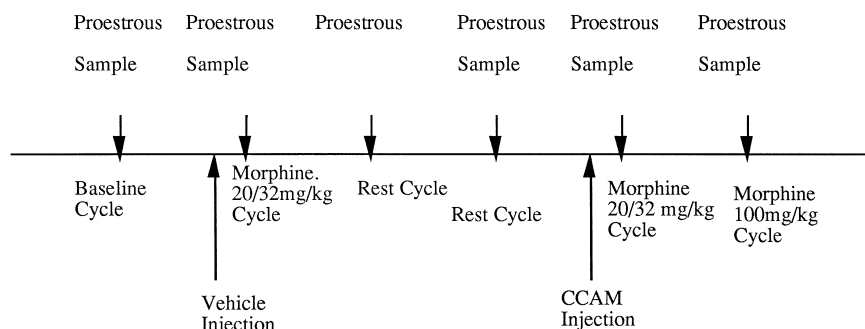 Proestrous Proestrous Proestrous Proestrous Proestrous Proestrous
Sample Sample Sample Sample Sample
Baseline
Cycle
Morphine.
20/32mg/kg
Cycle
Rest Cycle
Rest Cycle
Morphine
20/32 mg/kg
Cycle
Morphine
100mg/kg
Cycle
Vehicle
Injection
CCAM
Injection